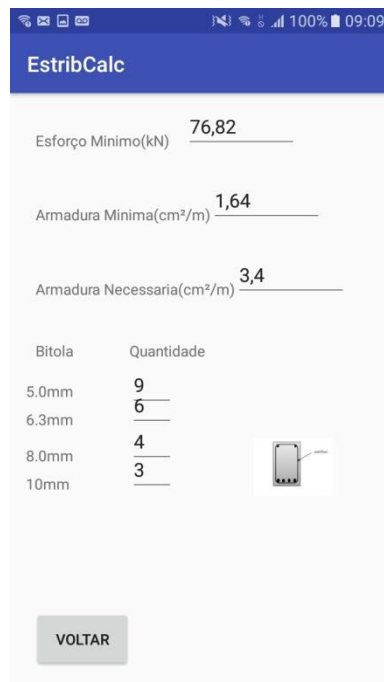 100% 09:09
EstribCalc
Esforço Minimo(kN) 76,82
Armadura Minima(cm²/m) 1,64
Armadura Necessaria(cm²/m) 3,4
Bitola Quantidade
5.0mm 9
6.3mm 6
8.0mm 4
10mm 3
VOLTAR